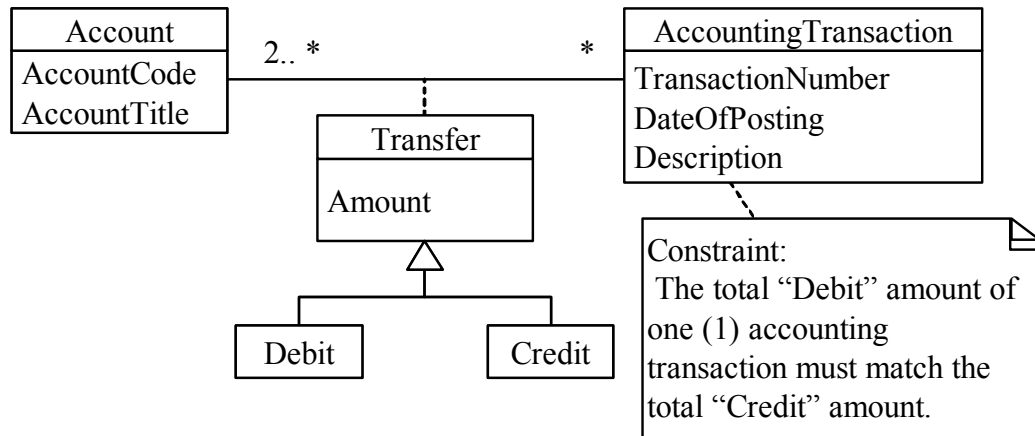 Account
AccountCode
AccountTitle
2.. *
*
AccountingTransaction
TransactionNumber
DateOfPosting
Description
Transfer
Amount
Debit
Credit
Constraint:
The total “Debit” amount of
one (1) accounting
transaction must match the
total “Credit” amount.